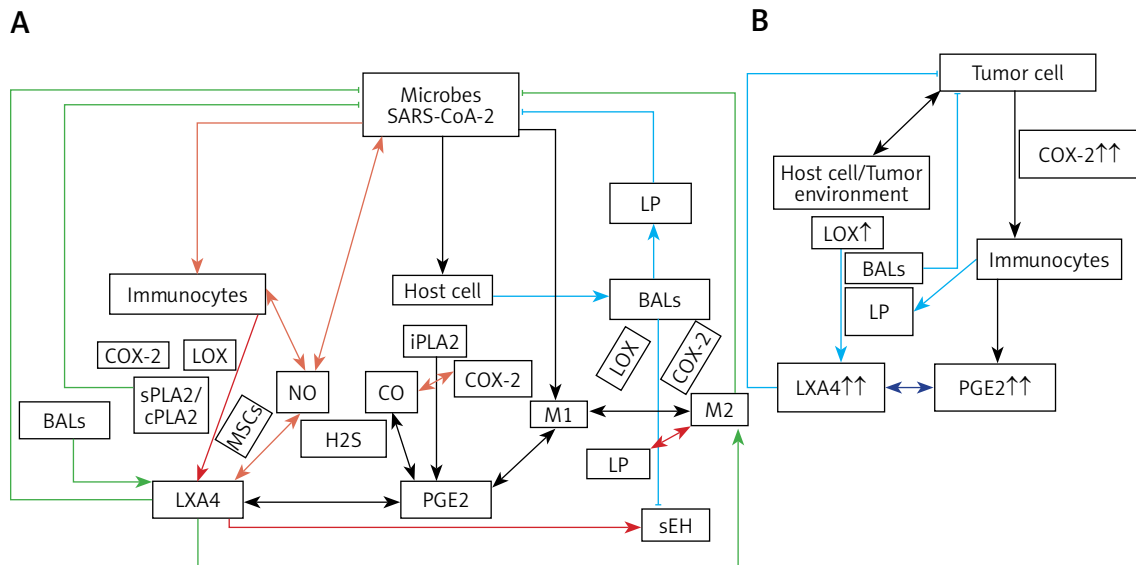 A
B
Microbes
SARS-CoA-2
Tumor cell
COX-2↑↑
Host cell/Tumor
environment
LP
LOX↑
BALs
Immunocytes
LP
Immunocytes
Host cell
BALs
iPLA2
LOX
COX-2
COX-2
LOX
COX-2
NO
CO
sPLA2/
cPLA2
LXA4↑↑
PGE2↑↑
BALs
MSCs
H2S
M1
M2
LP
LXA4
PGE2
sEH